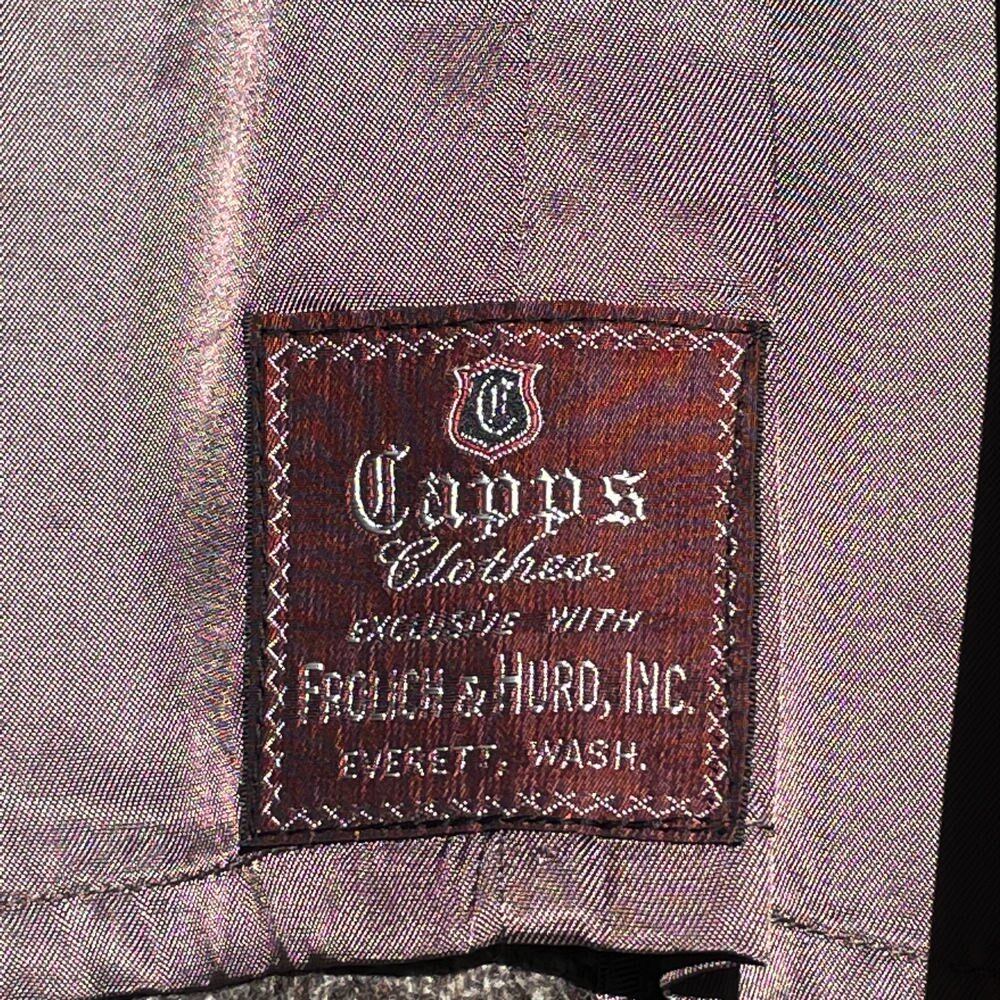 C
Capps
Clothes.
EXCLUSIVE WITH
FROLICH & HURD, INC.
EVERETT, WASH.